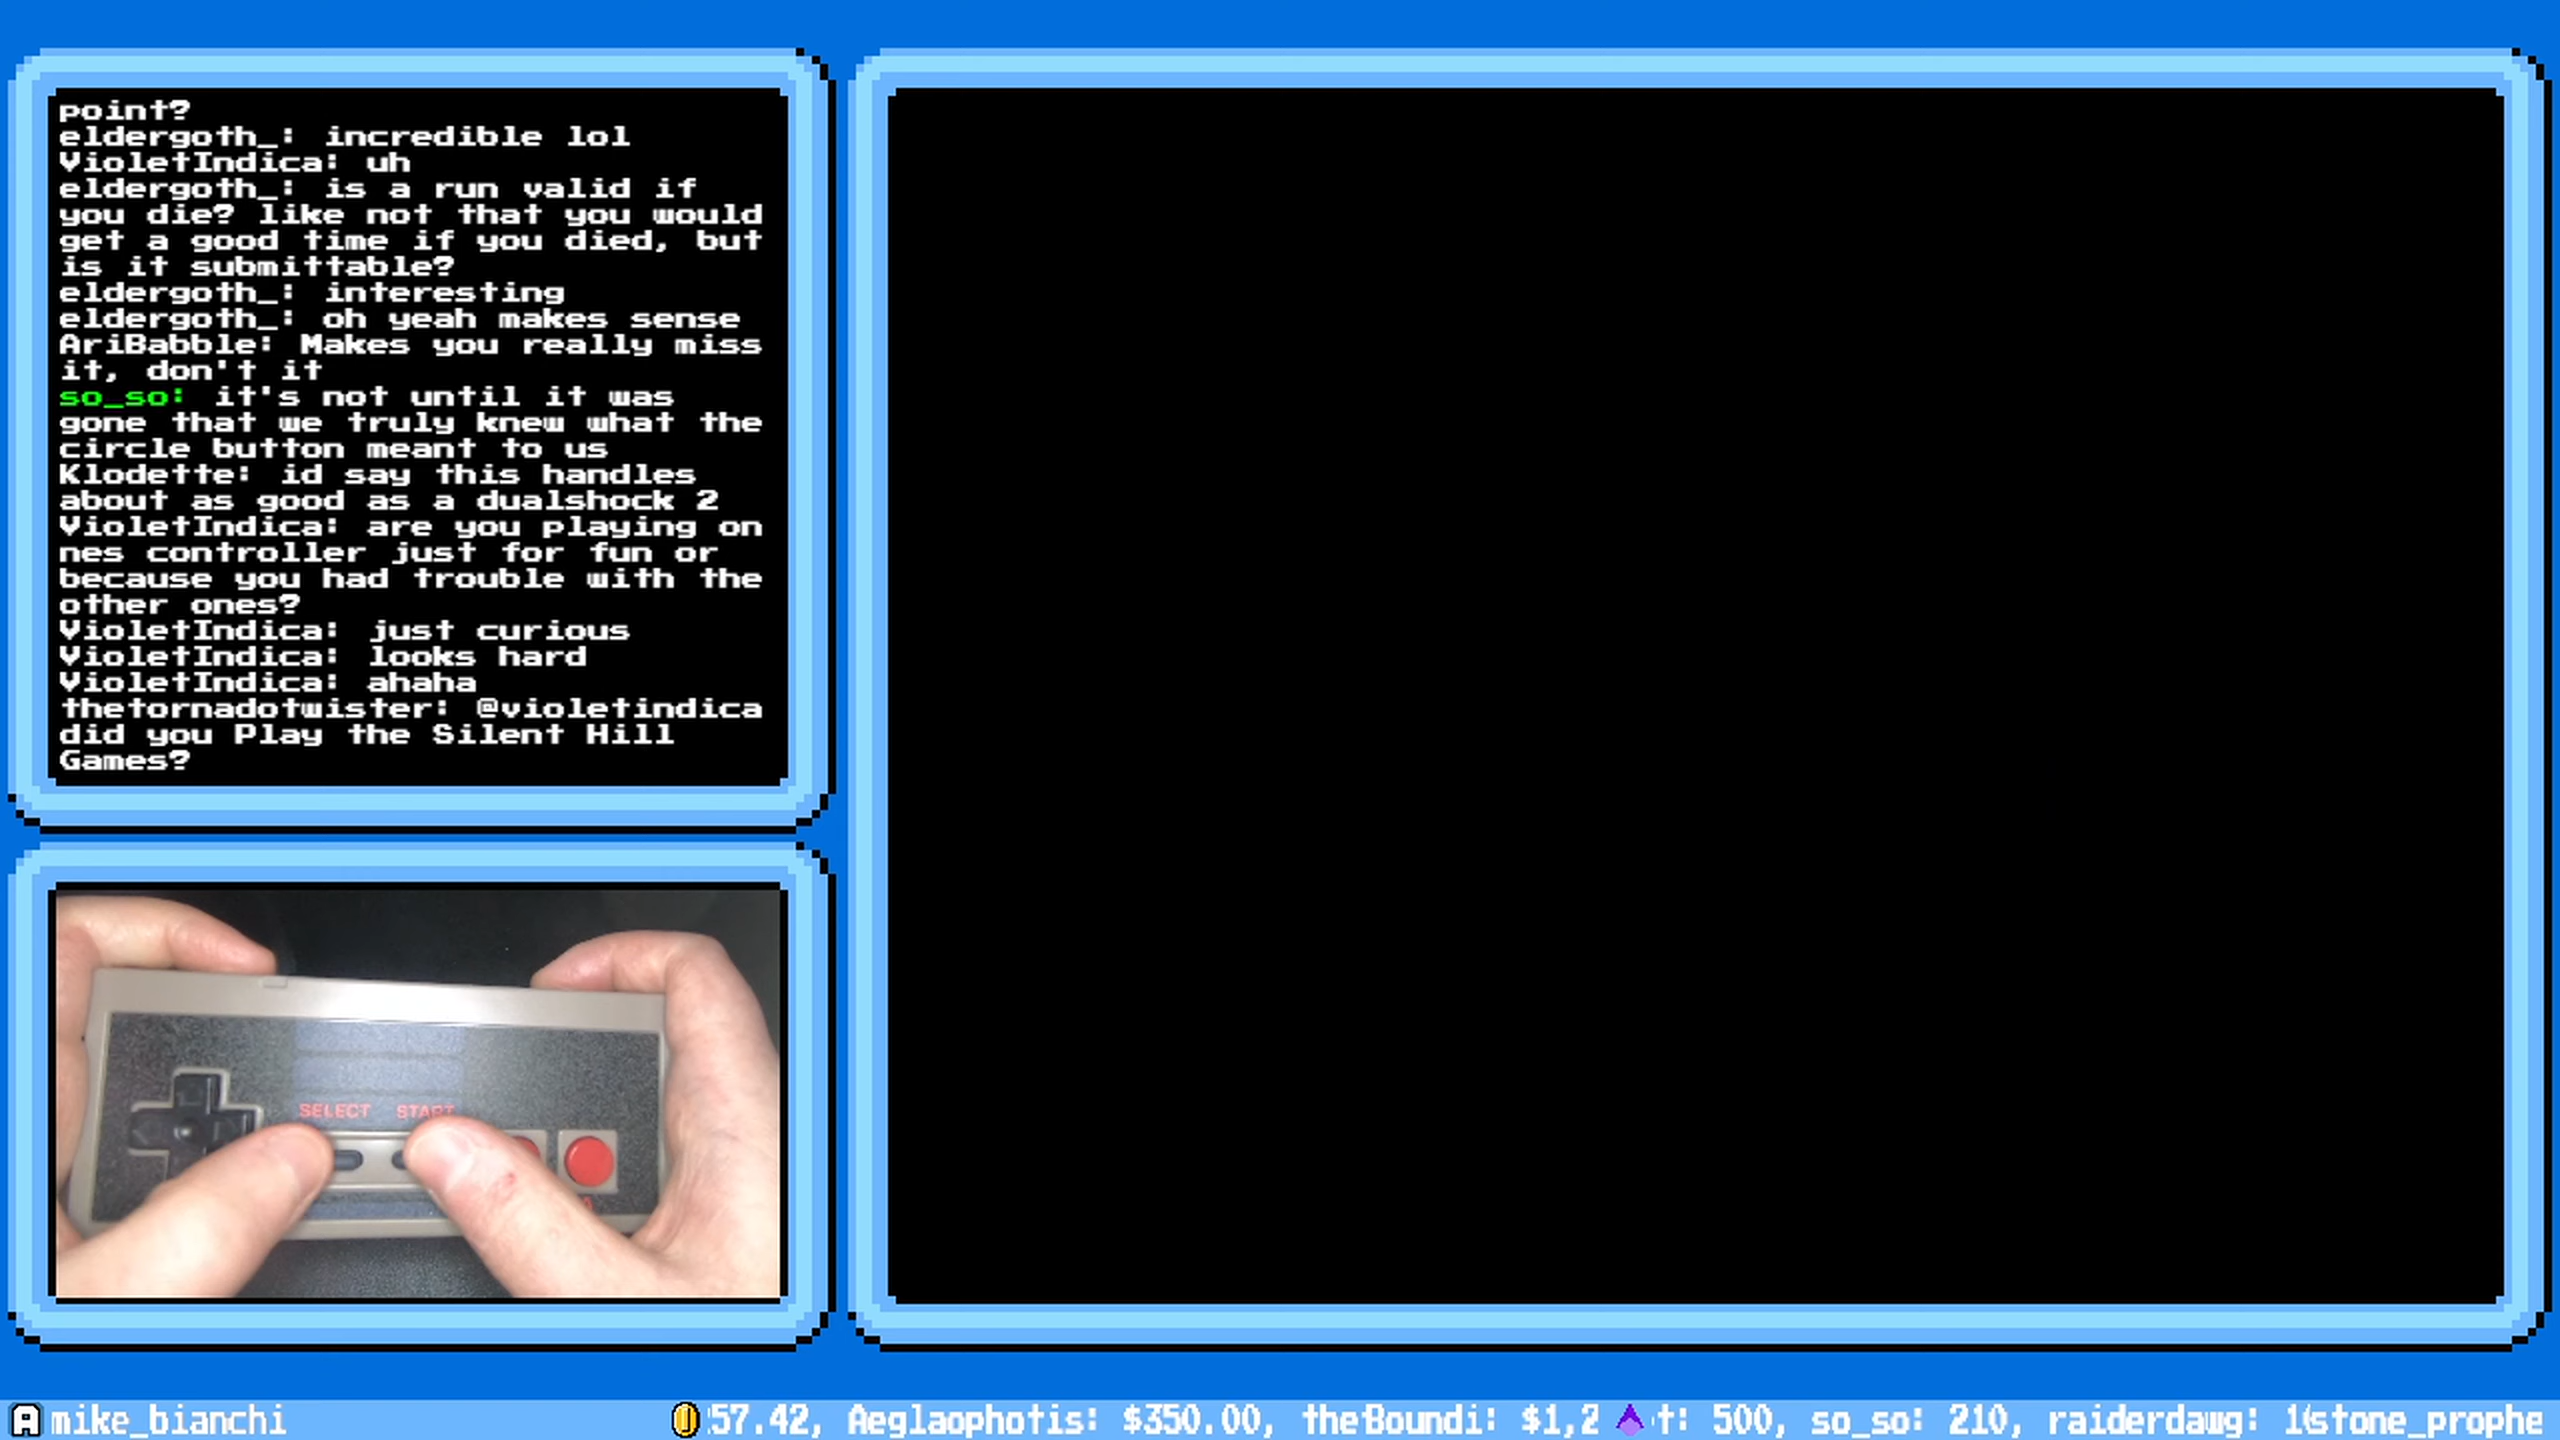 point?
eldergoth_: incredible lol
VioletIndica: uh
eldergoth_: is a run valid if
you die? like not that you would
get a good time if you died, but
is it submittable?
eldergoth_: interesting
eldergoth_: oh yeah makes sense
AriBabble: Makes you really miss
it, don't it
so_so: it's not until it was
gone that we truly knew what the
circle button meant to us
Klodette: id say this handles
about as good as a dualshock 2
VioletIndica: are you playing on
nes controller just for fun or
because you had trouble with the
other ones?
VioletIndica: just curious
VioletIndica: looks hard
VioletIndica: ahaha
thetornadotwister: @violetindica
did you Play the Silent Hill
Games?
SELECT START
A mike_bianchi
57.42, Aeglaophotis: $350.00, theBoundi: $1,2 t: 500, so_so: 210, raiderdawg: stone_prophe